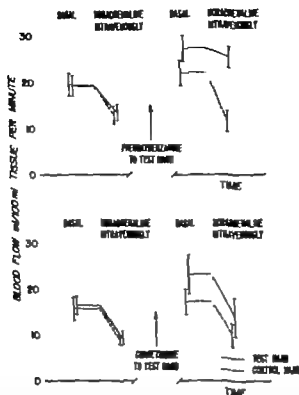 BASAL NORADRENALINE BASAL NORADRENALINE
INTRAVENOUSLY INTRAVENOUSLY
30
20
10
0
PHENOXYBENZAMINE
TO TEST HAND
TIME
BLOOD FLOW ml/100ml TISSUE PER MINUTE
BASAL NORADRENALINE BASAL NORADRENALINE
INTRAVENOUSLY INTRAVENOUSLY
30
20
10
0
TO TEST HAND
TEST HAND
CONTROL HAND
TIME